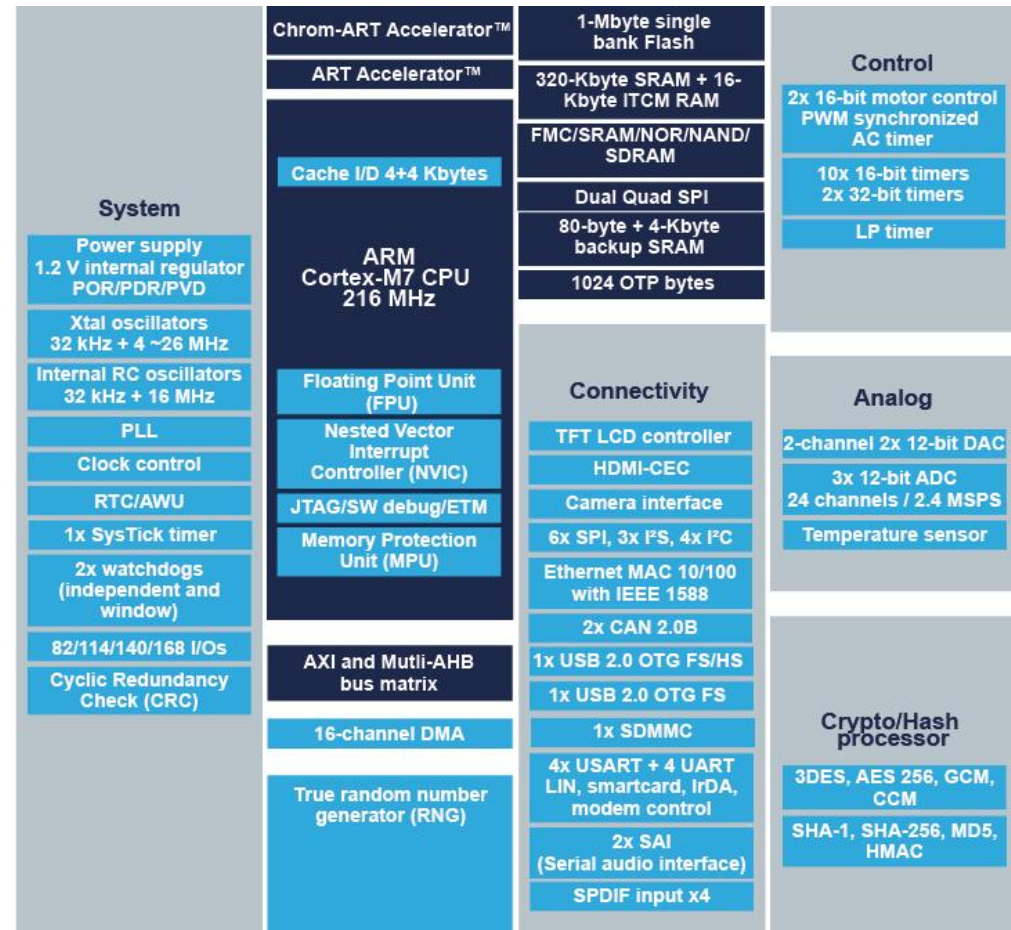 System
Power supply
1.2 V internal regulator
POR/PDR/PVD
Xtal oscillators
32 kHz + 4 ~26 MHz
Internal RC oscillators
32 kHz + 16 MHz
PLL
Clock control
RTC/AWU
1x SysTick timer
2x watchdogs
(independent and
window)
82/114/140/168 I/Os
Cyclic Redundancy
Check (CRC)
Chrom-ART Accelerator™
ART Accelerator™
Cache I/D 4+4 Kbytes
ARM
Cortex-M7 CPU
216 MHz
Floating Point Unit
(FPU)
Nested Vector
Interrupt
Controller (NVIC)
JTAG/SW debug/ETM
Memory Protection
Unit (MPU)
AXI and Mutli-AHB
bus matrix
16-channel DMA
True random number
generator (RNG)
1-Mbyte single
bank Flash
320-Kbyte SRAM + 16-
Kbyte ITCM RAM
FMC/SRAM/NOR/NAND/
SDRAM
Dual Quad SPI
80-byte + 4-Kbyte
backup SRAM
1024 OTP bytes
Connectivity
TFT LCD controller
HDMI-CEC
Camera interface
6x SPI, 3x I²S, 4x I²C
Ethernet MAC 10/100
with IEEE 1588
2x CAN 2.0B
1x USB 2.0 OTG FS/HS
1x USB 2.0 OTG FS
1x SDMMC
4x USART + 4 UART
LIN, smartcard, IrDA,
modem control
2x SAI
(Serial audio interface)
SPDIF input x4
Control
2x 16-bit motor control
PWM synchronized
AC timer
10x 16-bit timers
2x 32-bit timers
LP timer
Analog
2-channel 2x 12-bit DAC
3x 12-bit ADC
24 channels / 2.4 MSPS
Temperature sensor
Crypto/Hash
processor
3DES, AES 256, GCM,
CCM
SHA-1, SHA-256, MD5,
HMAC